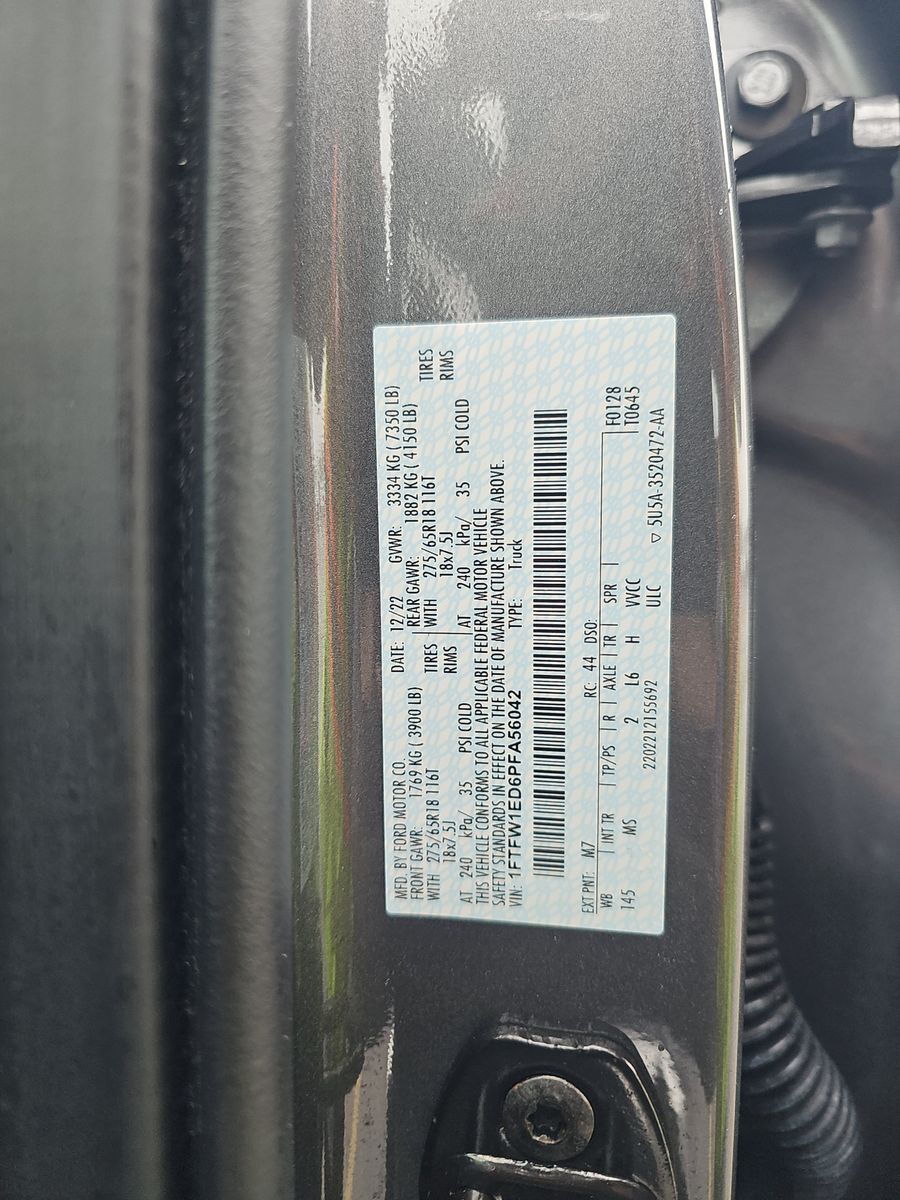 MFD. BY FORD MOTOR CO. DATE: 12/22 GVWR: 3334 KG ( 7350 LB)
FRONT GAWR: 1769 KG ( 3900 LB) REAR GAWR: 1882 KG ( 4150 LB)
WITH 275/65R18 116T TIRES WITH 275/65R18 116T TIRES
18x7.5J RIMS 18x7.5J RIMS
AT 240 kPa/ 35 PSI COLD AT 240 kPa/ 35 PSI COLD
THIS VEHICLE CONFORMS TO ALL APPLICABLE FEDERAL MOTOR VEHICLE
SAFETY STANDARDS IN EFFECT ON THE DATE OF MANUFACTURE SHOWN ABOVE.
VIN: 1FTFW1ED6PFA56042 TYPE: Truck
EXT PNT: M7 RC: 44 DSO: F0128
WB INT TR TP/PS R AXLE TR SPR T0645
145 MS 2 L6 H VVCC
2202212155692 ULC ▽ 5U5A-3520472-AA